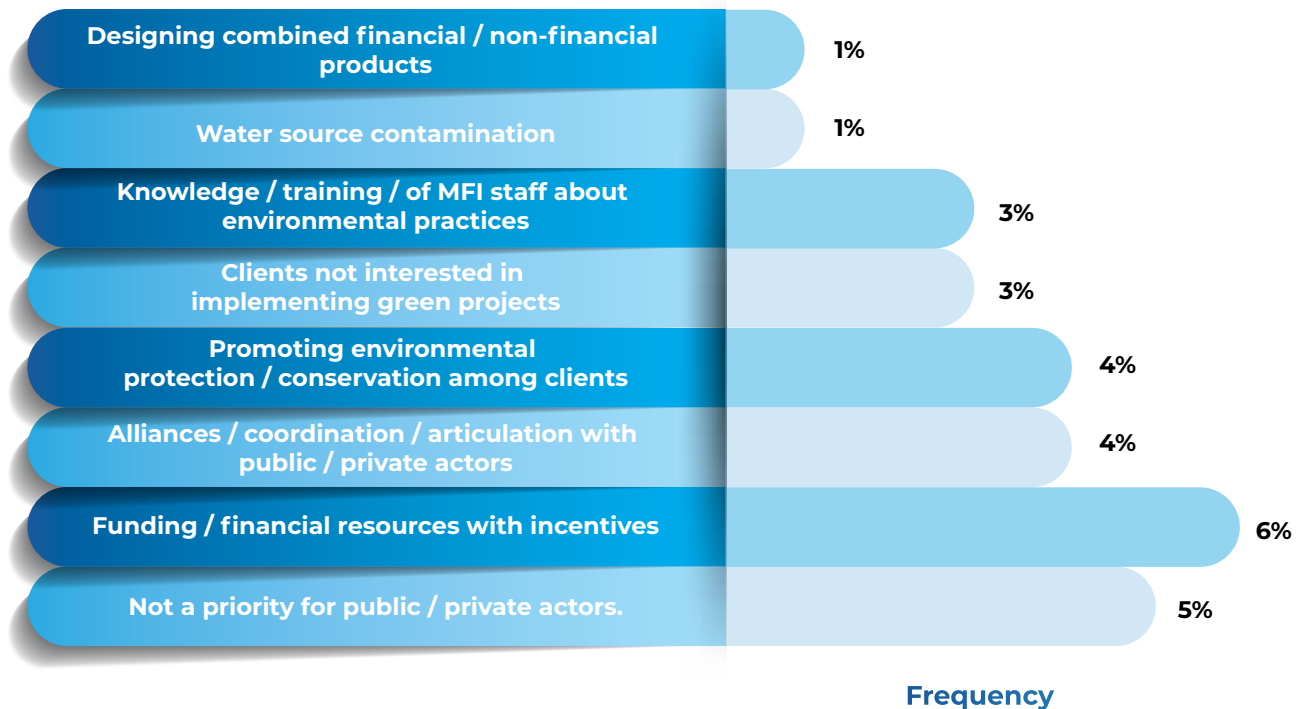 Designing combined financial / non-financial
products
1%
Water source contamination
1%
Knowledge / training / of MFI staff about
environmental practices
3%
Clients not interested in
implementing green projects
3%
Promoting environmental
protection / conservation among clients
4%
Alliances / coordination / articulation with
public / private actors
4%
Funding / financial resources with incentives
6%
Not a priority for public / private actors.
5%
Frequency